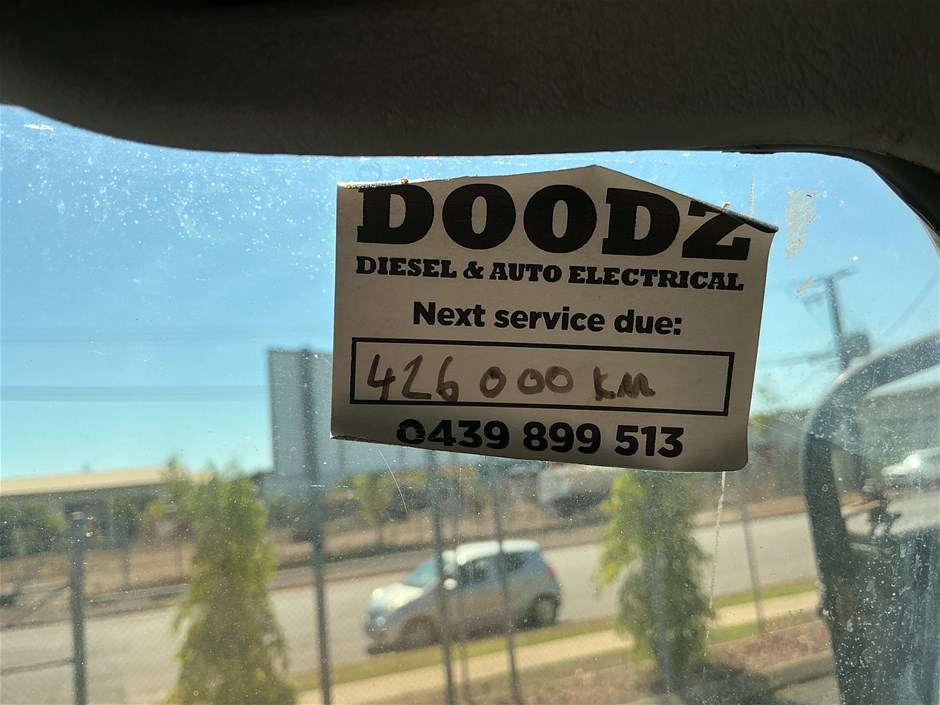 DOODZ
DIESEL & AUTO ELECTRICAL
Next service due:
426 000 km
0439 899 513